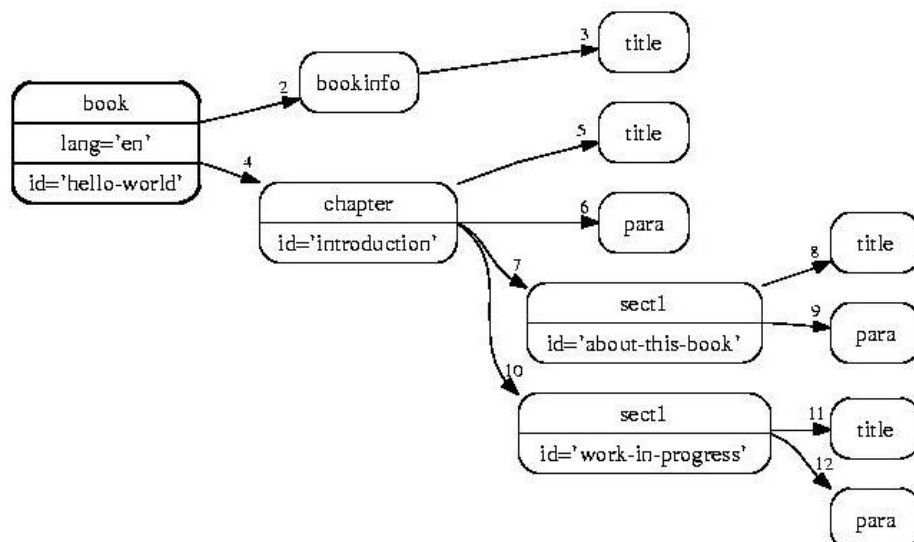 3
title
2
bookinfo
book
lang='en'
id='hello-world'
4
5
title
chapter
id='introduction'
6
para
7
8
title
sect1
id='about-this-book'
9
para
10
sect1
id='work-in-progress'
11
title
12
para